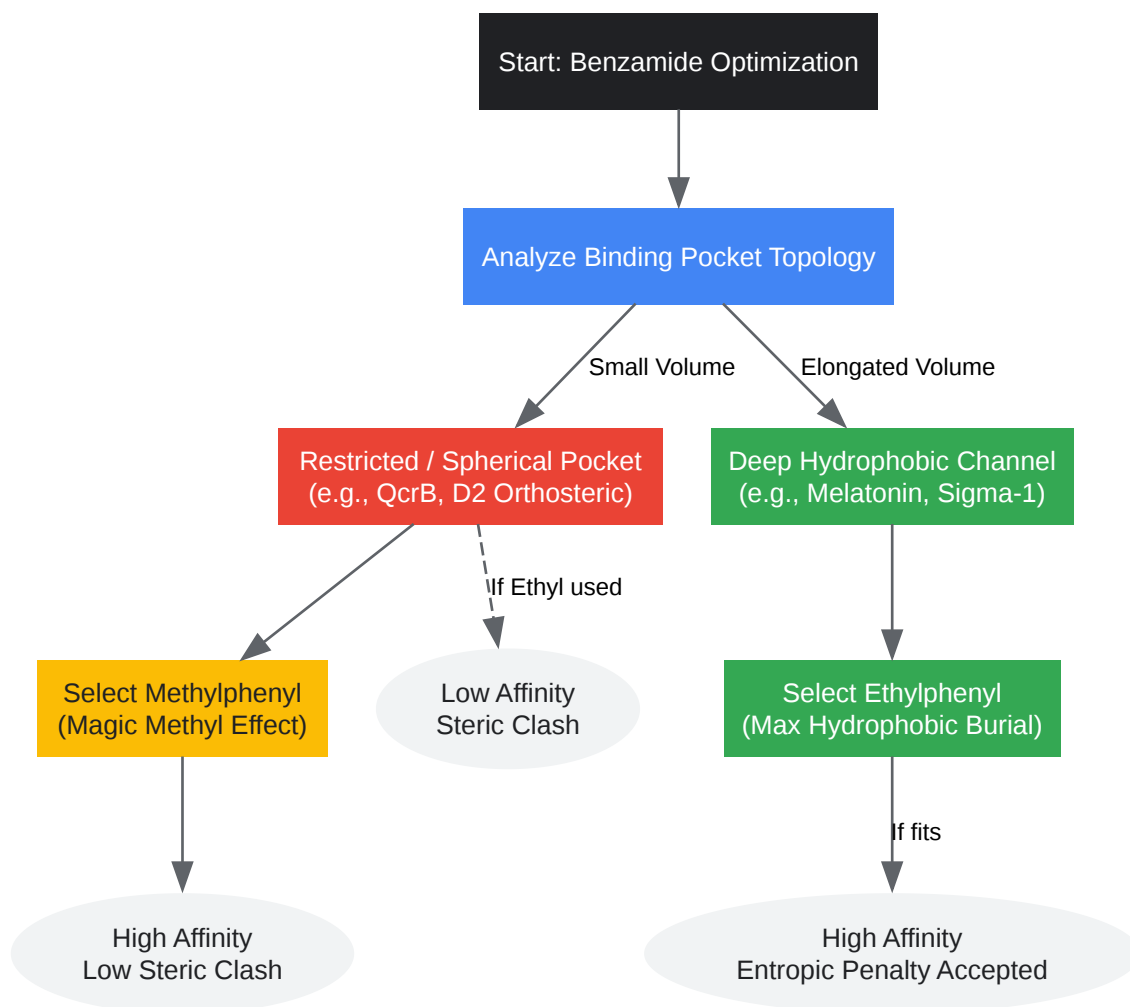 Start: Benzamide Optimization
Analyze Binding Pocket Topology
Small Volume
Elongated Volume
Restricted / Spherical Pocket
(e.g., QcrB, D2 Orthosteric)
Deep Hydrophobic Channel
(e.g., Melatonin, Sigma-1)
If Ethyl used
Select Methylphenyl
(Magic Methyl Effect)
Low Affinity
Steric Clash
Select Ethylphenyl
(Max Hydrophobic Burial)
If fits
High Affinity
Low Steric Clash
High Affinity
Entropic Penalty Accepted